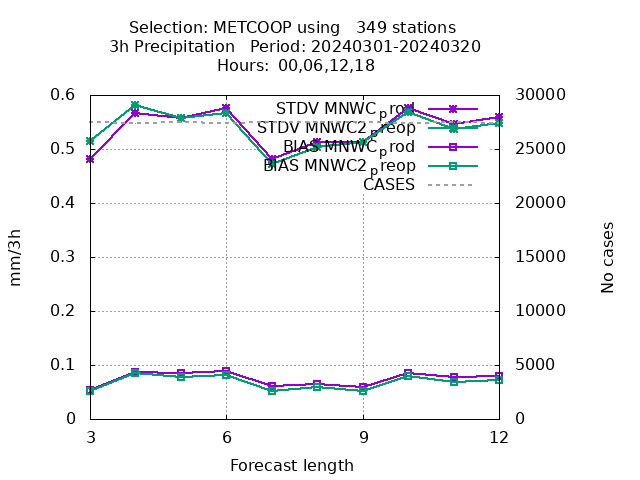 Selection: METCOOP using   349 stations
3h Precipitation   Period: 20240301-20240320
Hours:  00,06,12,18
0.6
0.5
0.4
0.3
0.2
0.1
0
30000
25000
20000
15000
10000
5000
0
STDV MNWC_prod
STDV MNWC2_preop
BIAS MNWC_prod
BIAS MNWC2_preop
CASES
mm/3h
No cases
3 6 9 12
Forecast length